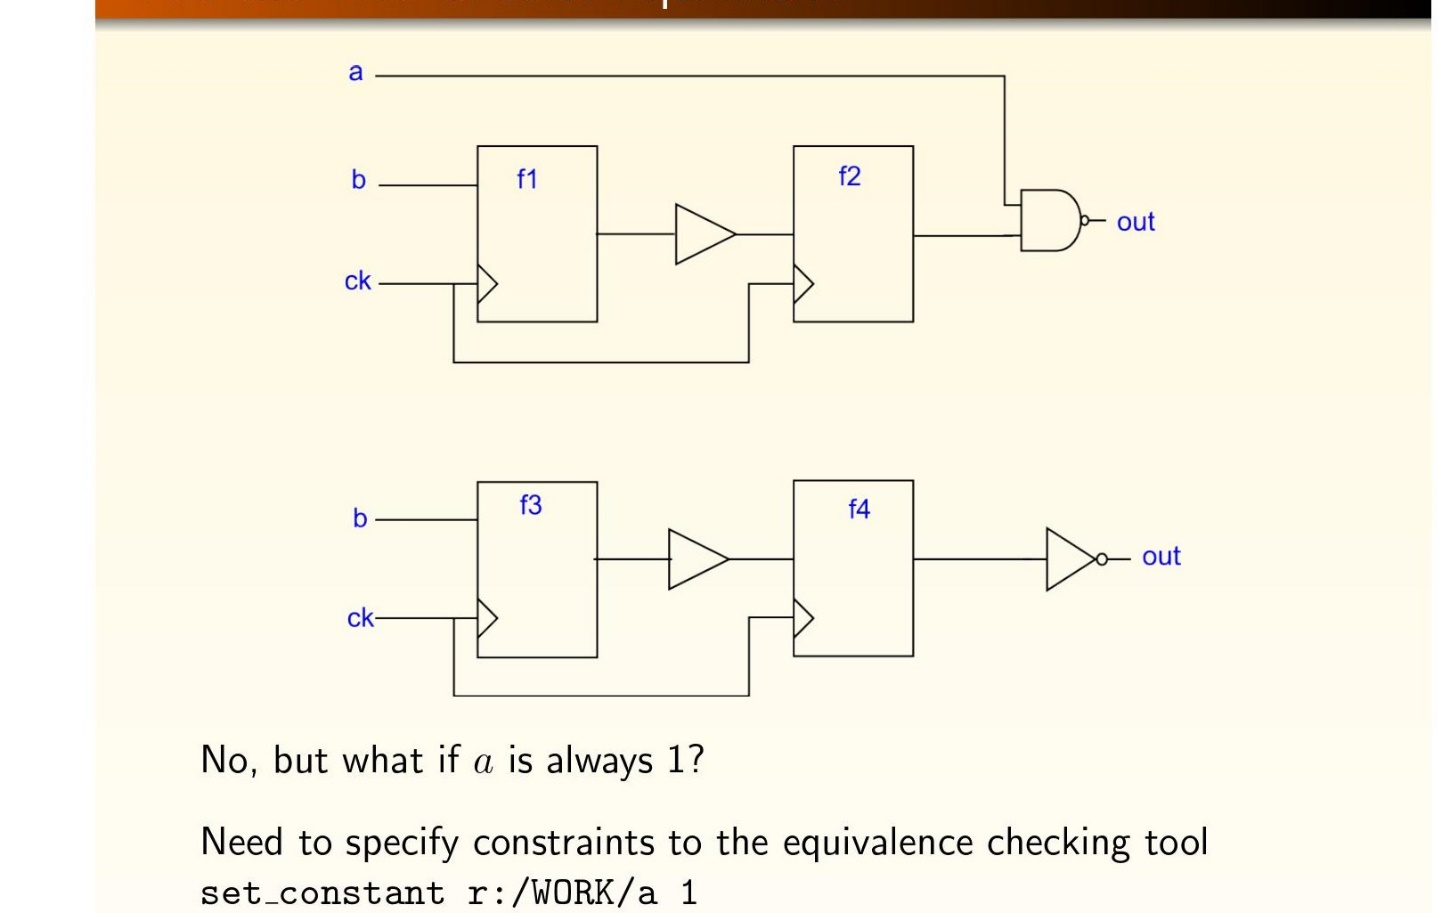 a
b
f1
f2
out
ck
b
f3
f4
out
ck
No, but what if a is always 1?
Need to specify constraints to the equivalence checking tool
set_constant r:/WORK/a 1